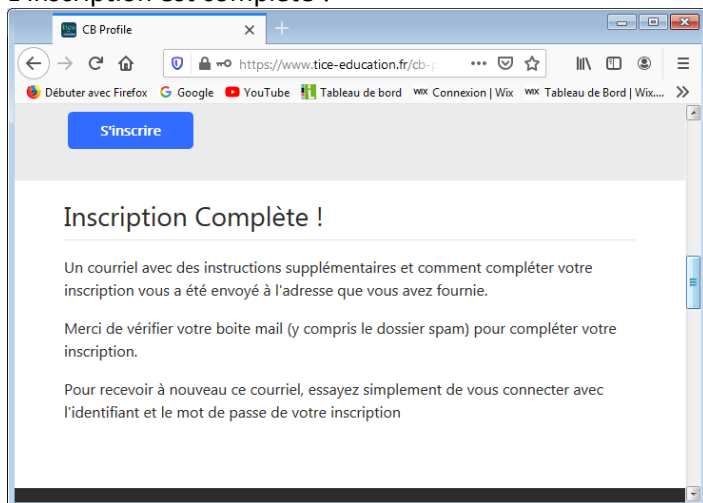 CB Profile
https://www.tice-education.fr/cb-p
Débuter avec Firefox Google YouTube Tableau de bord WIX Connexion | Wix WIX Tableau de Bord | Wix....
S'inscrire
Inscription Complète !
Un courriel avec des instructions supplémentaires et comment compléter votre
inscription vous a été envoyé à l'adresse que vous avez fournie.
Merci de vérifier votre boite mail (y compris le dossier spam) pour compléter votre
inscription.
Pour recevoir à nouveau ce courriel, essayez simplement de vous connecter avec
l'identifiant et le mot de passe de votre inscription